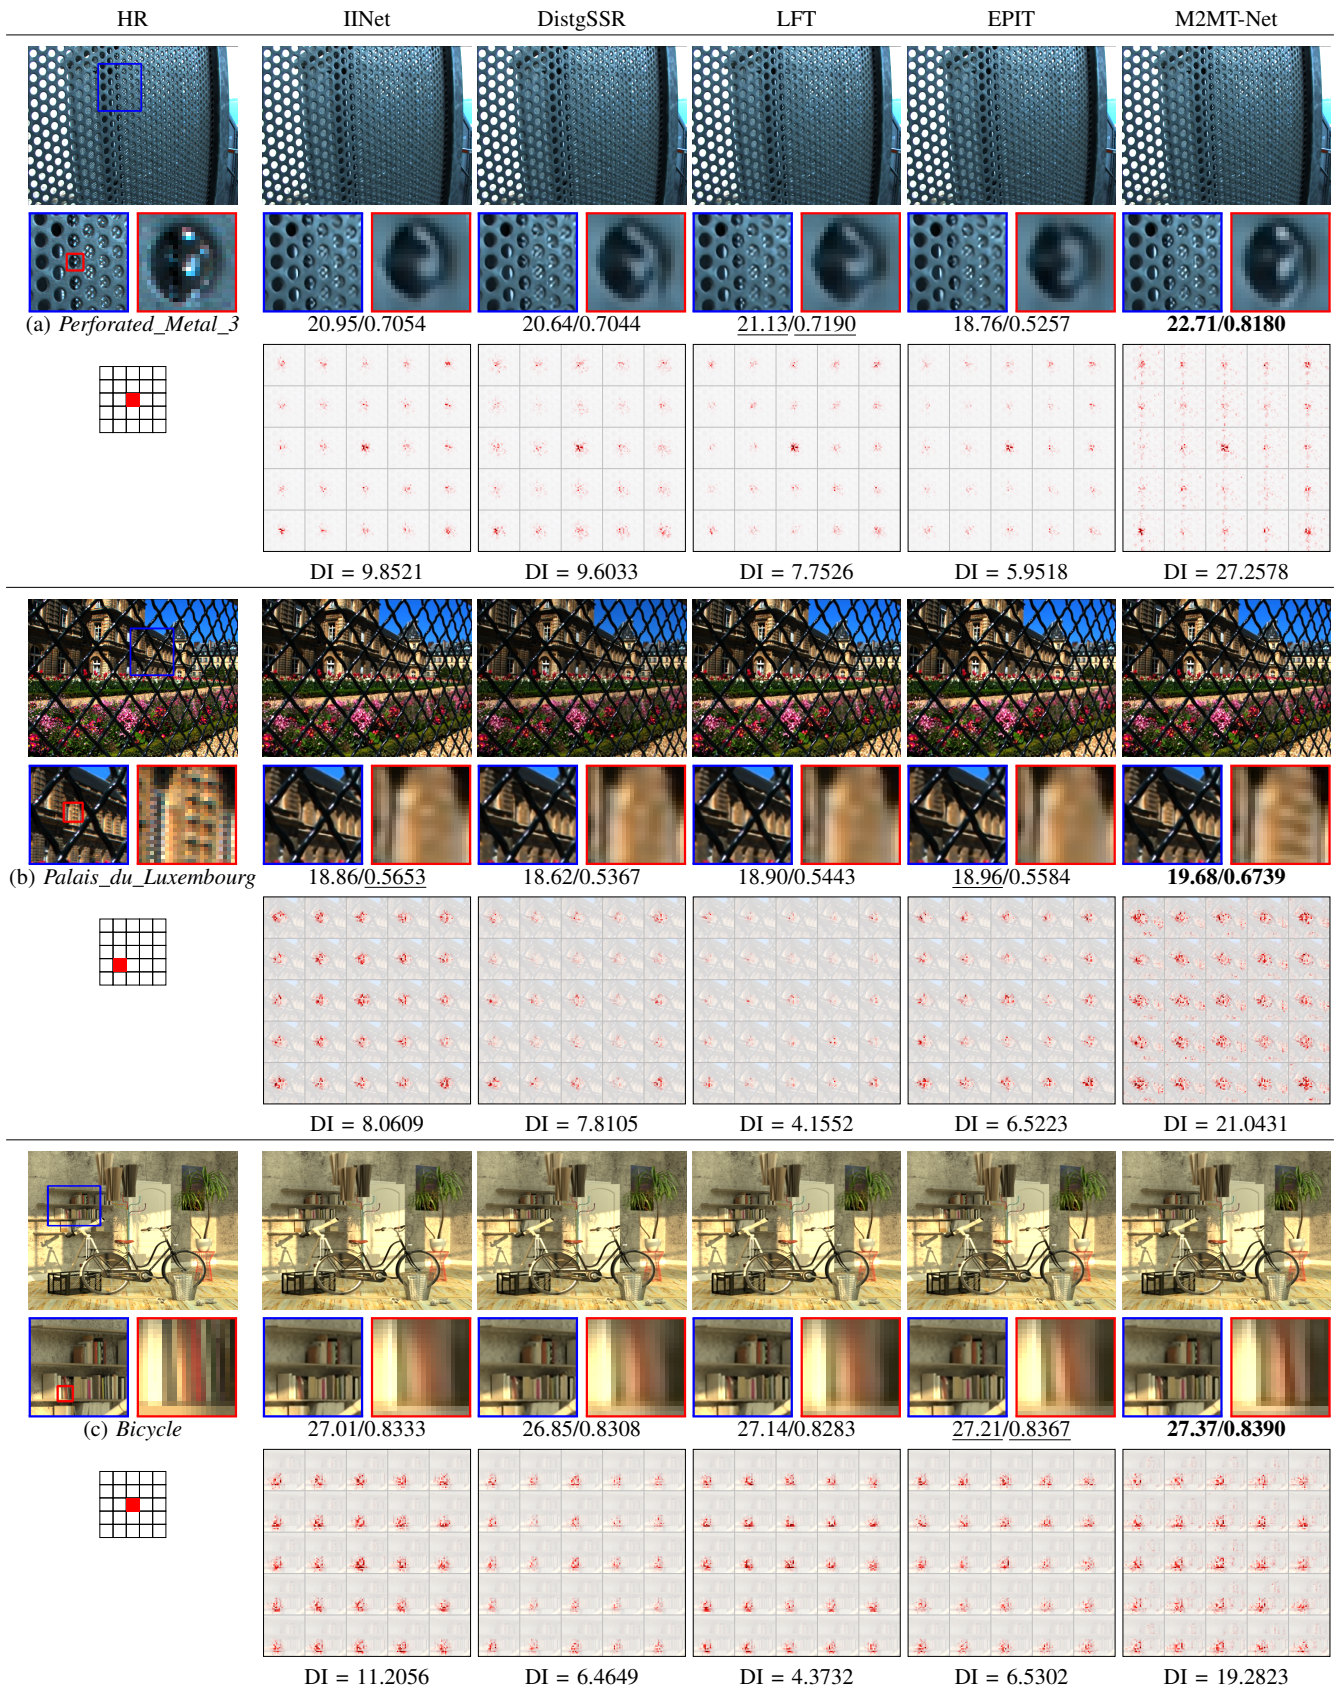 HR IINet DistgSSR LFT EPIT M2MT-Net
(a) Perforated_Metal_3 20.95/0.7054 20.64/0.7044 21.13/0.7190 18.76/0.5257 22.71/0.8180
DI = 9.8521 DI = 9.6033 DI = 7.7526 DI = 5.9518 DI = 27.2578
(b) Palais_du_Luxembourg 18.86/0.5653 18.62/0.5367 18.90/0.5443 18.96/0.5584 19.68/0.6739
DI = 8.0609 DI = 7.8105 DI = 4.1552 DI = 6.5223 DI = 21.0431
(c) Bicycle 27.01/0.8333 26.85/0.8308 27.14/0.8283 27.21/0.8367 27.37/0.8390
DI = 11.2056 DI = 6.4649 DI = 4.3732 DI = 6.5302 DI = 19.2823